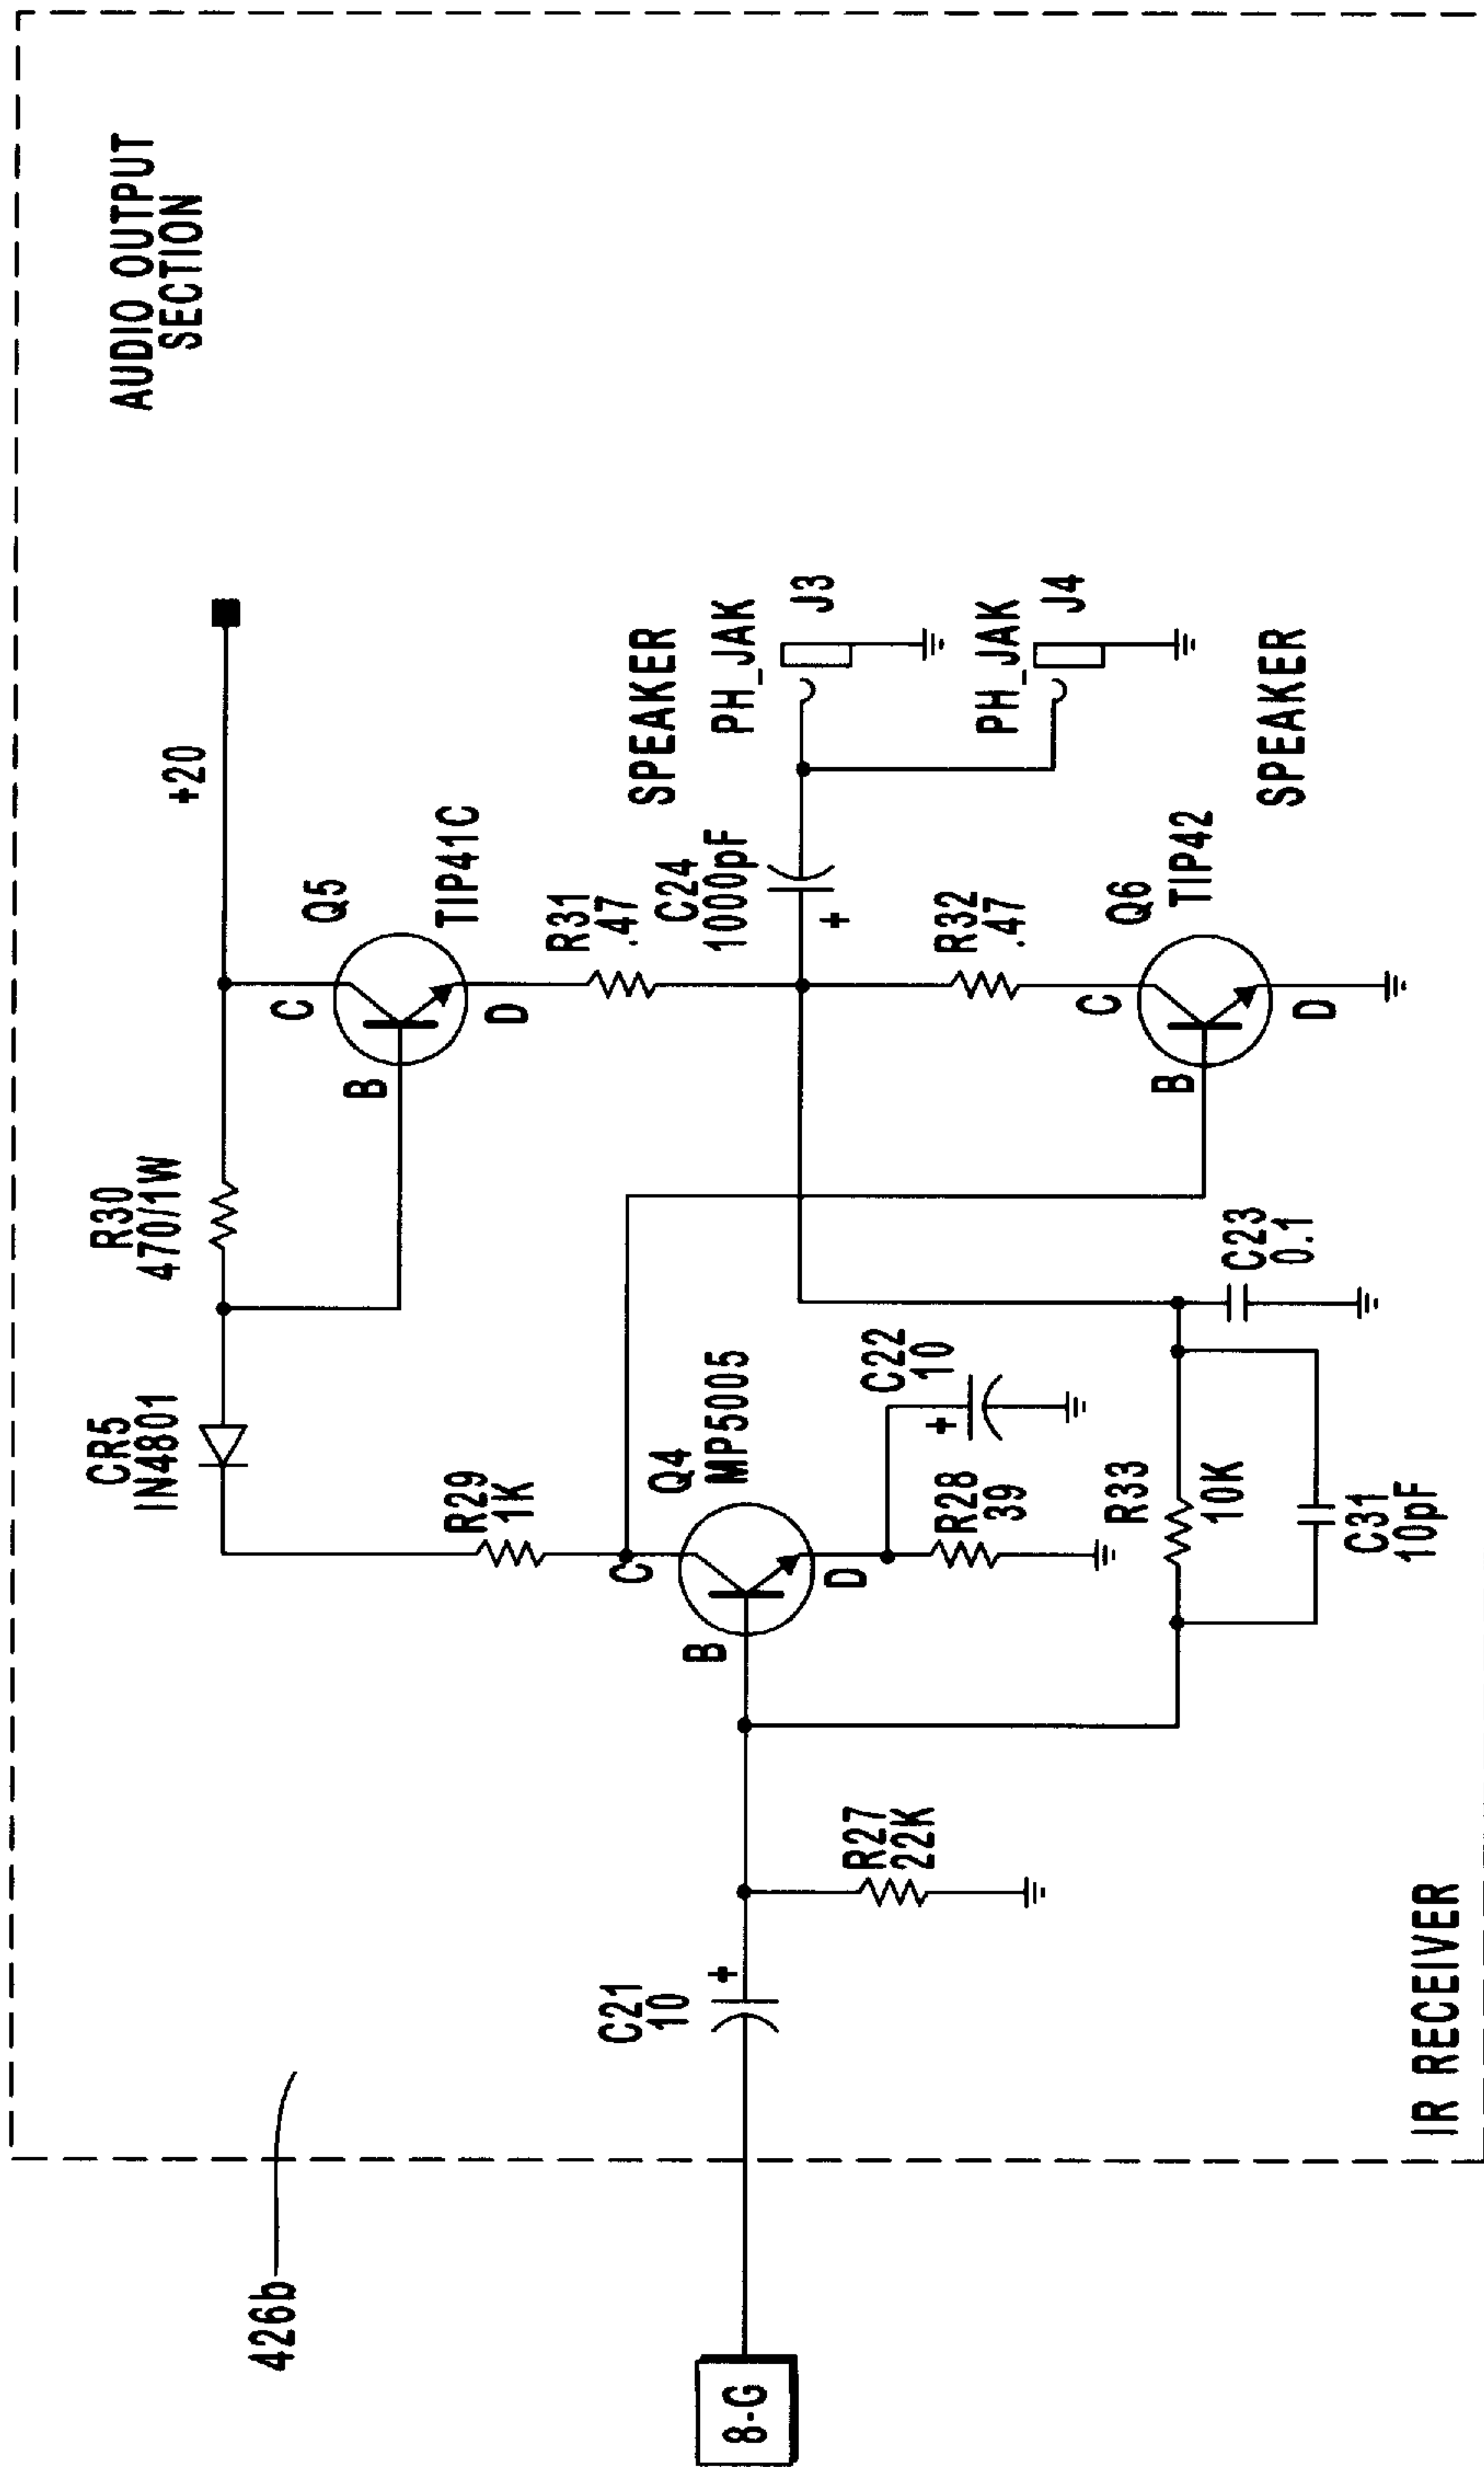 AUDIO OUTPUT
SECTION
426b
8-G
IR RECEIVER
+20
R30
470/1W
CR5
IN4801
Q5
C
B
D
TIP41C
R29
1K
R31
.47
SPEAKER
PH_JAK
J3
C24
1000pF
+
C21
10
+
Q4
MP5005
C
B
D
C22
10
+
R27
22K
R28
39
R32
.47
PH_JAK
J4
Q6
TIP42
C
B
D
SPEAKER
R33
10K
C23
0.1
C31
10pF